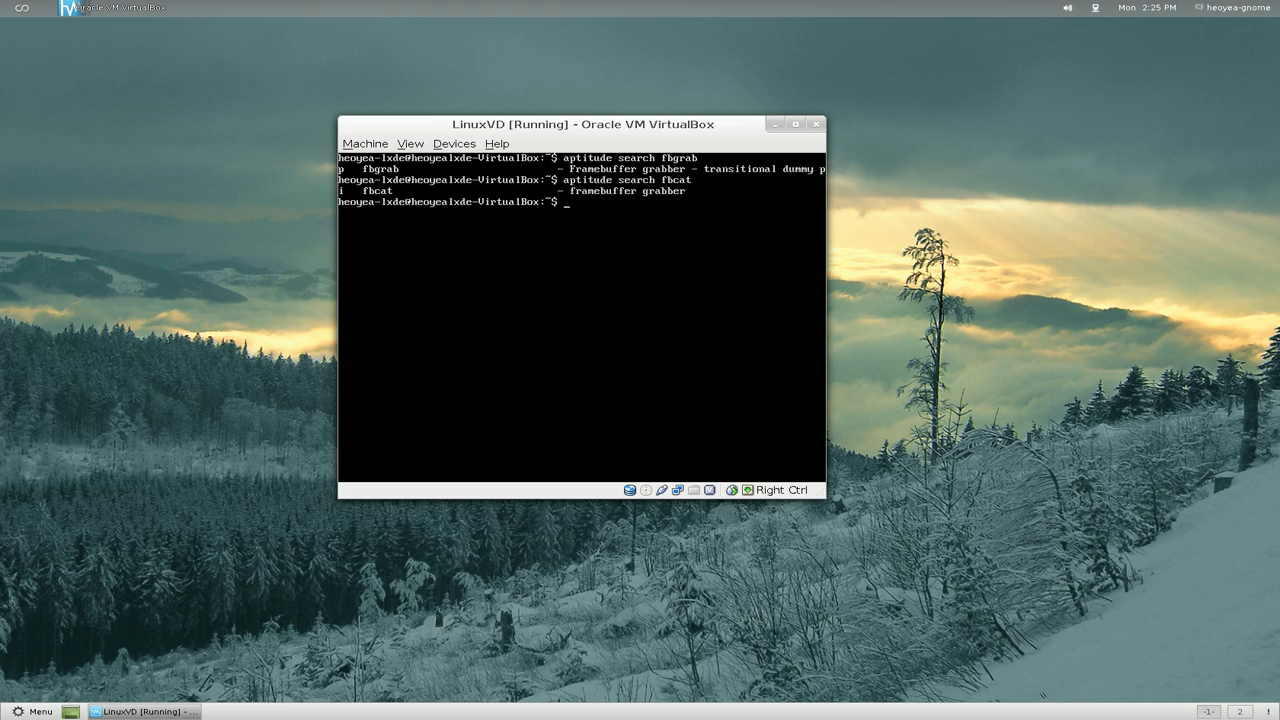 Oracle VM VirtualBox
Mon 2:25 PM
heoyea-gnome
LinuxVD [Running] - Oracle VM VirtualBox
Machine View Devices Help
heoyea-lxde@heoyealxde-VirtualBox:~$ aptitude search fbgrab
p fbgrab - framebuffer grabber - transitional dummy p
heoyea-lxde@heoyealxde-VirtualBox:~$ aptitude search fbcat
i fbcat - framebuffer grabber
heoyea-lxde@heoyealxde-VirtualBox:~$ _
Right Ctrl
Menu
LinuxVD [Running] - ...
-1-
2
!